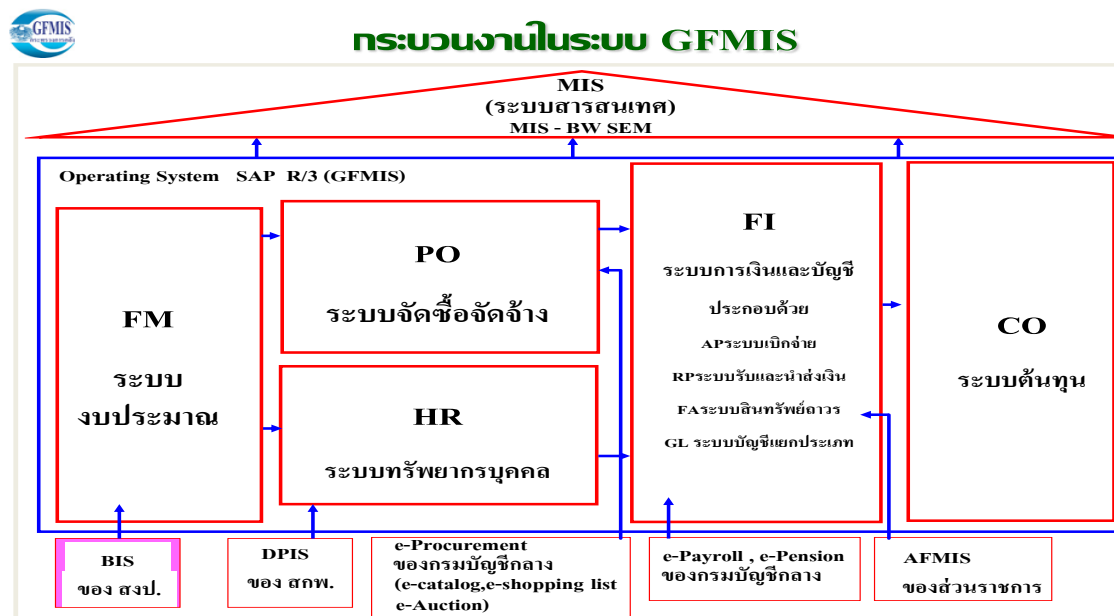 GFMIS
กระบวนงานในระบบ GFMIS
MIS
(ระบบสารสนเทศ)
MIS - BW SEM
Operating System SAP R/3 (GFMIS)
FM
ระบบ
งบประมาณ
PO
ระบบจัดซื้อจัดจ้าง
HR
ระบบทรัพยากรบุคคล
FI
ระบบการเงินและบัญชี
ประกอบด้วย
APระบบเบิกจ่าย
RPระบบรับและนำส่งเงิน
FAระบบสินทรัพย์ถาวร
GL ระบบบัญชีแยกประเภท
CO
ระบบต้นทุน
BIS
ของ สงป.
DPIS
ของ สกพ.
e-Procurement
ของกรมบัญชีกลาง
(e-catalog,e-shopping list
e-Auction)
e-Payroll , e-Pension
ของกรมบัญชีกลาง
AFMIS
ของส่วนราชการ